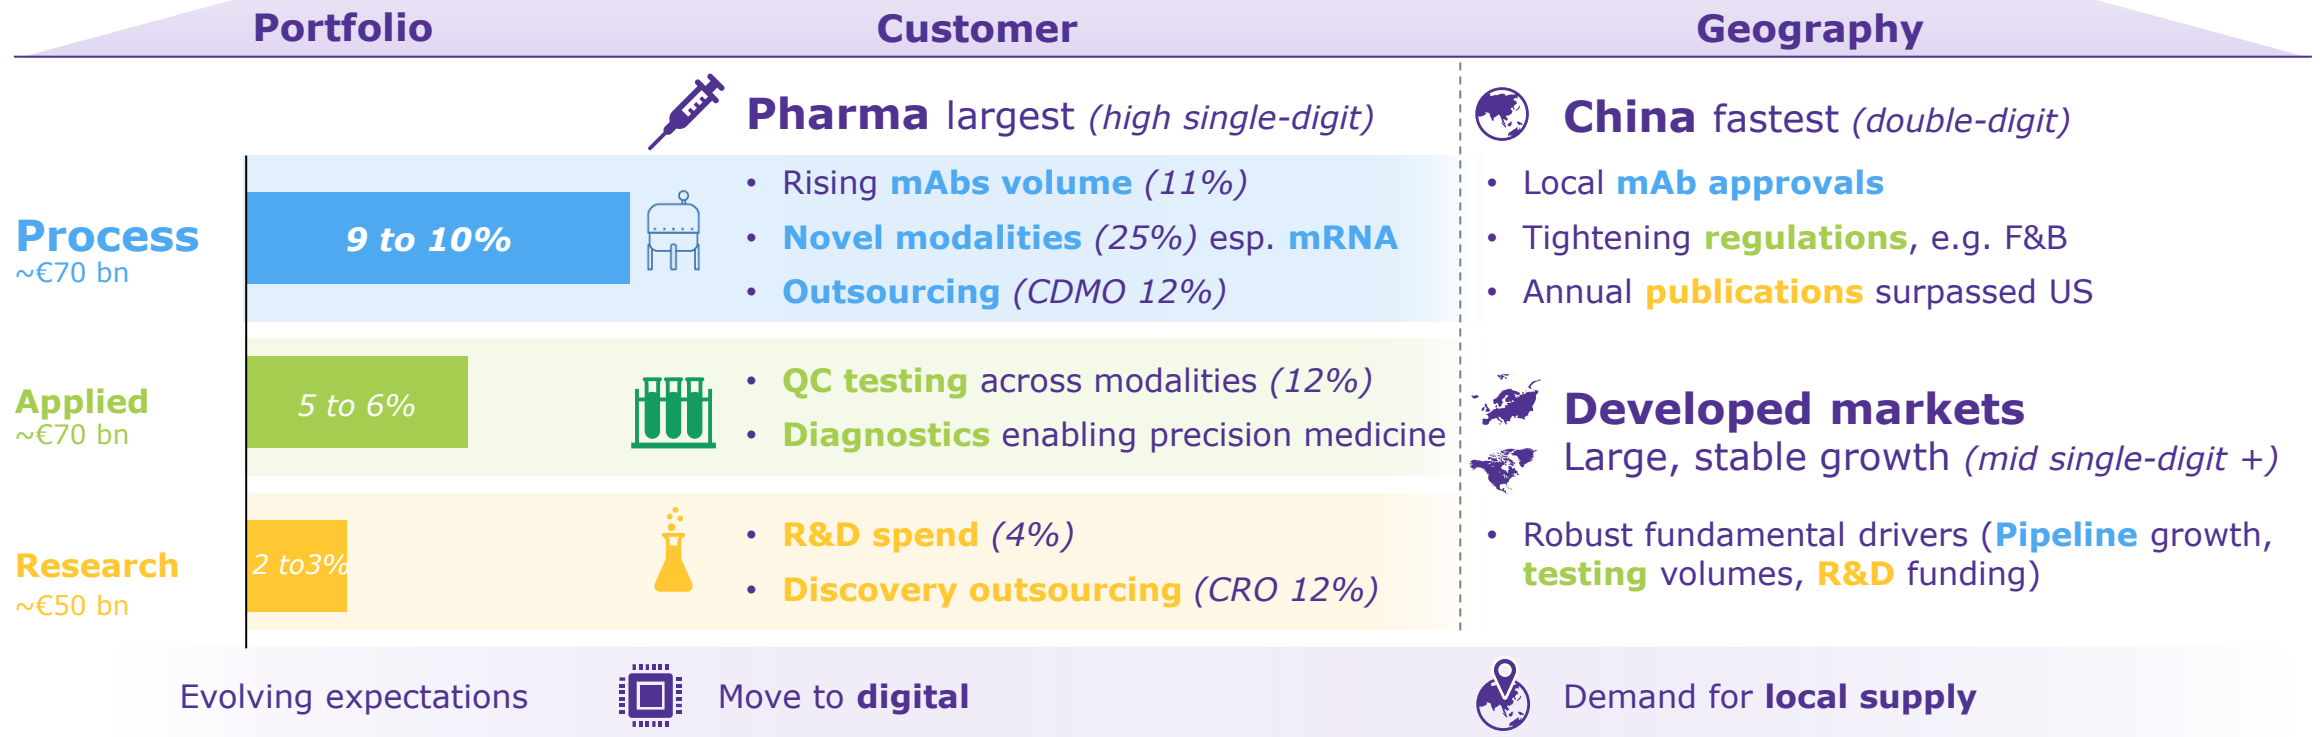 Portfolio
Customer
Geography
Process
~€70 bn
9 to 10%
Pharma largest (high single-digit)
• Rising mAbs volume (11%)
• Novel modalities (25%) esp. mRNA
• Outsourcing (CDMO 12%)
Applied
~€70 bn
5 to 6%
• QC testing across modalities (12%)
• Diagnostics enabling precision medicine
Research
~€50 bn
2 to3%
• R&D spend (4%)
• Discovery outsourcing (CRO 12%)
China fastest (double-digit)
• Local mAb approvals
• Tightening regulations, e.g. F&B
• Annual publications surpassed US
Developed markets
Large, stable growth (mid single-digit +)
• Robust fundamental drivers (Pipeline growth,
testing volumes, R&D funding)
Evolving expectations
Move to digital
Demand for local supply